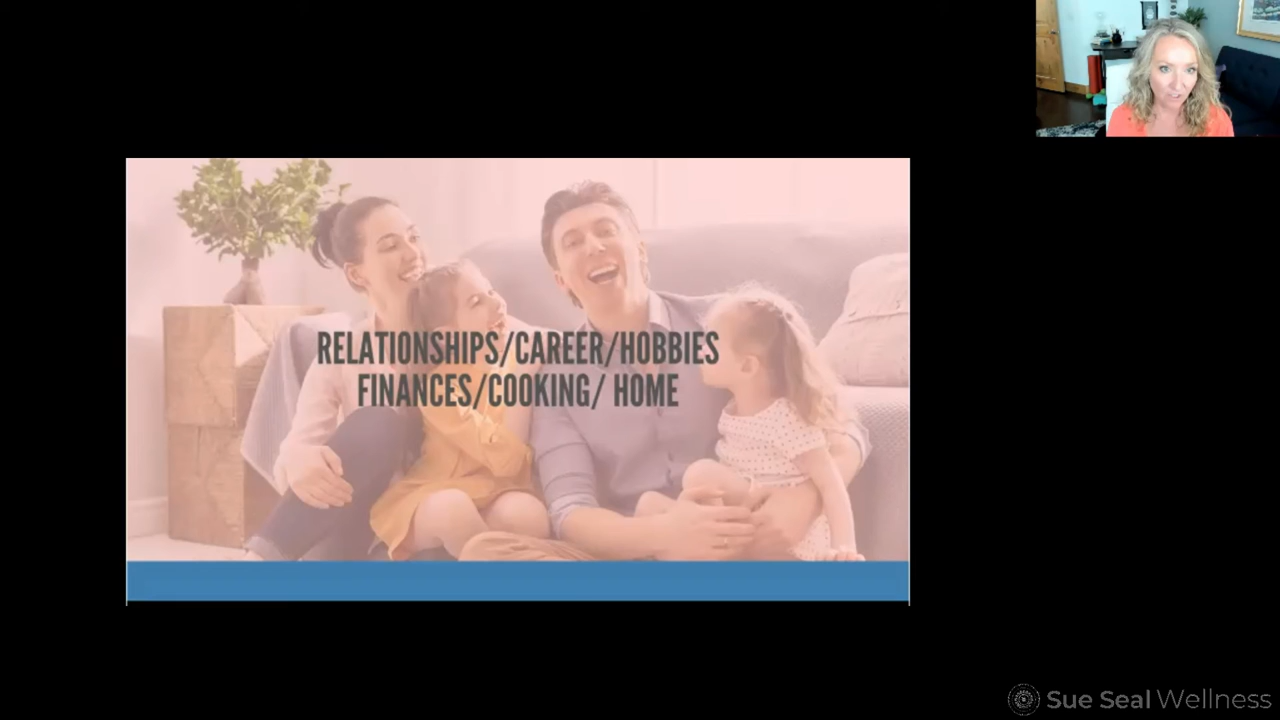 RELATIONSHIPS/CAREER/HOBBIES
FINANCES/COOKING/ HOME
Sue Seal Wellness